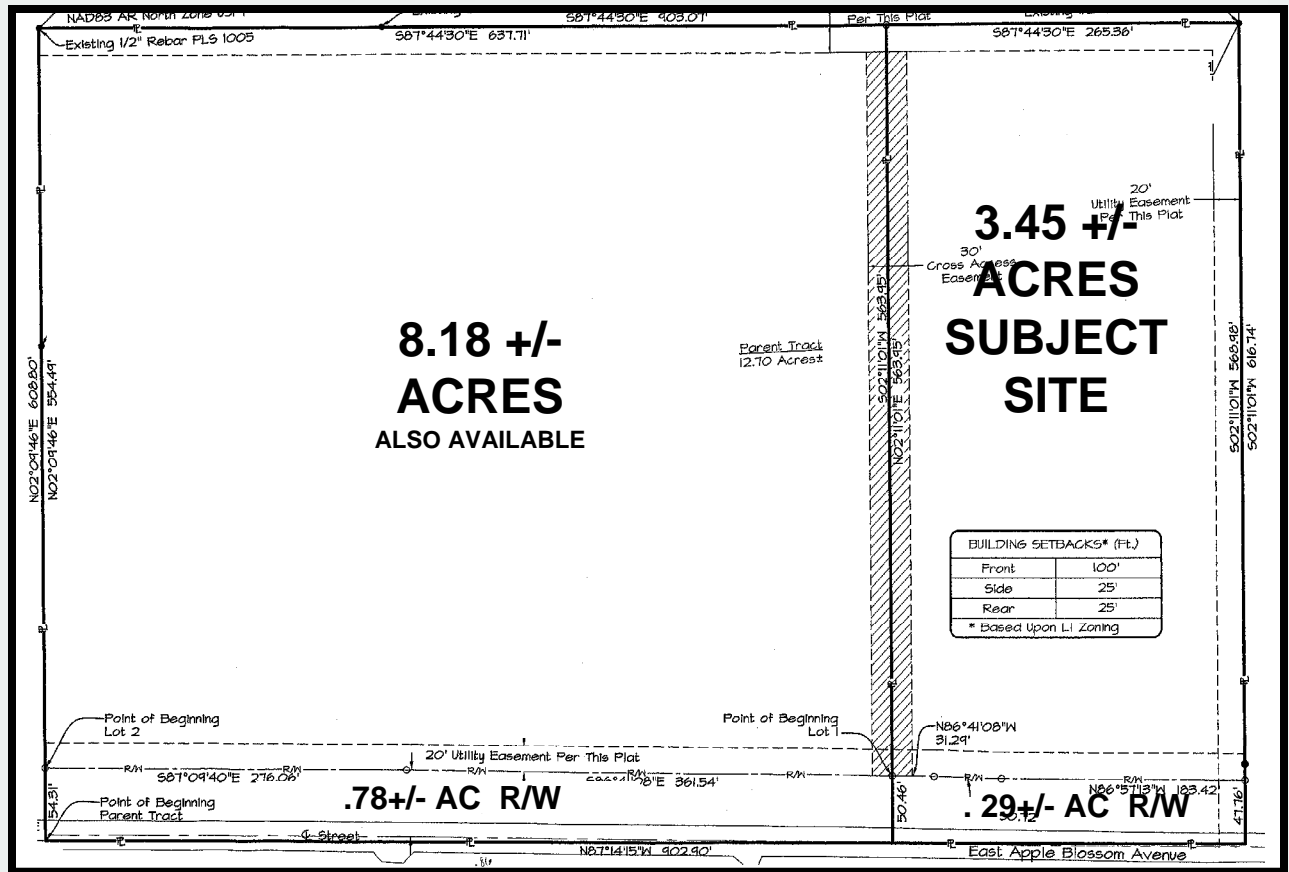 S87°44'30"E 903.07'
Per This Plat
Existing 1/2" Rebar PLS 1005
S87°44'30"E 637.71'
S87°44'30"E 265.36'
20'
Utility Easement
Per This Plat
3.45 +/-
ACRES
SUBJECT
SITE
30'
Cross Access
Easement
8.18 +/-
ACRES
ALSO AVAILABLE
Parent Tract
12.70 Acres±
N02°09'46"E 608.80'
N02°09'46"E 554.49'
S02°11'01"W 563.95'
N02°11'01"E 563.95'
S02°11'01"W 568.98'
S02°11'01"W 616.74'
BUILDING SETBACKS* (Ft.)
Front 100'
Side 25'
Rear 25'
* Based Upon LI Zoning
Point of Beginning
Lot 2
Point of Beginning
Lot 1
N86°41'08"W
31.29'
20' Utility Easement Per This Plat
R/W R/W R/W R/W R/W R/W R/W
S87°09'40"E 276.06'
361.54'
N86°57'13"W 183.42'
.78+/- AC R/W
. 29+/- AC R/W
54.31'
50.46'
47.76'
Point of Beginning
Parent Tract
℄ Street
N87°14'15"W 902.90'
East Apple Blossom Avenue